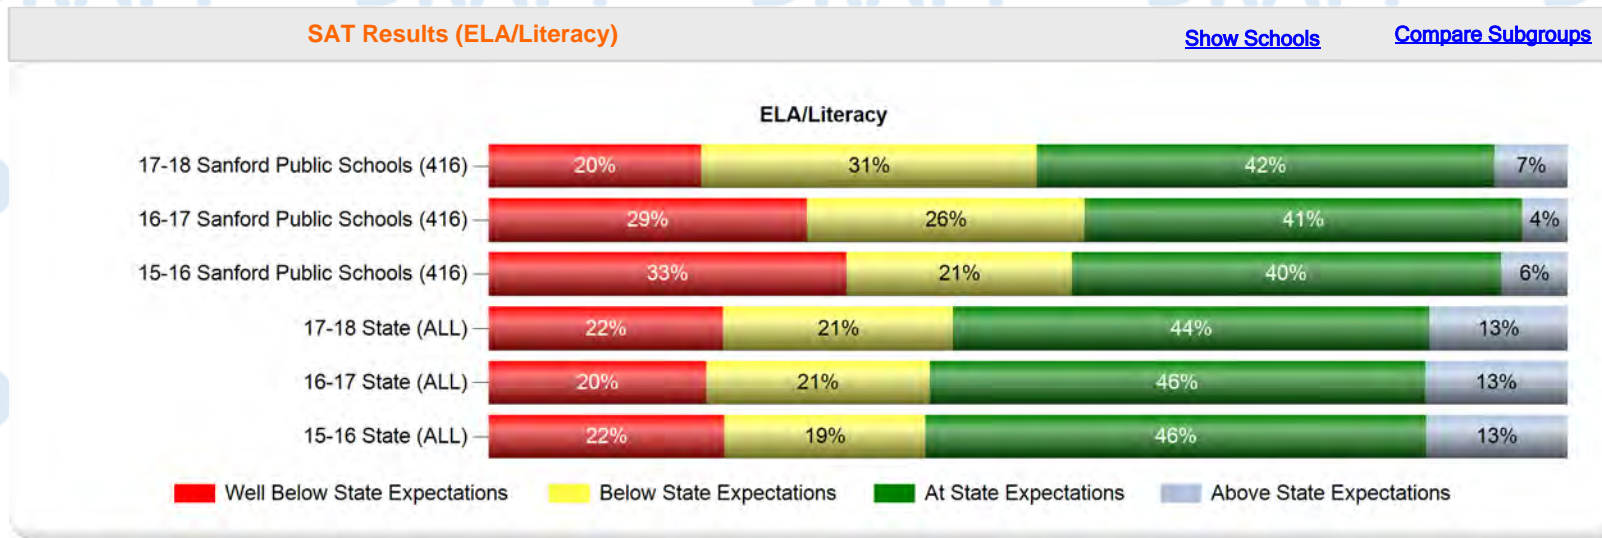 SAT Results (ELA/Literacy) Show Schools Compare Subgroups
ELA/Literacy
17-18 Sanford Public Schools (416) 20% 31% 42% 7%
16-17 Sanford Public Schools (416) 29% 26% 41% 4%
15-16 Sanford Public Schools (416) 33% 21% 40% 6%
17-18 State (ALL) 22% 21% 44% 13%
16-17 State (ALL) 20% 21% 46% 13%
15-16 State (ALL) 22% 19% 46% 13%
Well Below State Expectations Below State Expectations At State Expectations Above State Expectations